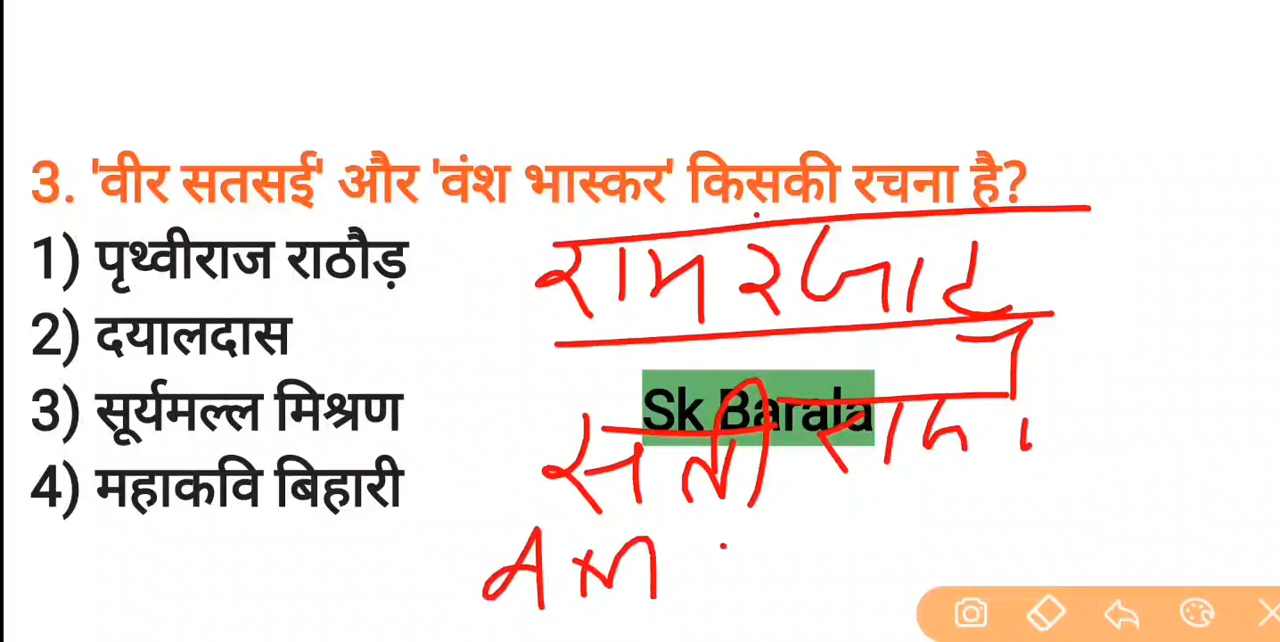 3. 'वीर सतसई' और 'वंश भास्कर' किसकी रचना है?
1) पृथ्वीराज राठौड़
रामरंजाट
2) दयालदास
Sk Barala
3) सूर्यमल्ल मिश्रण
सती
4) महाकवि बिहारी